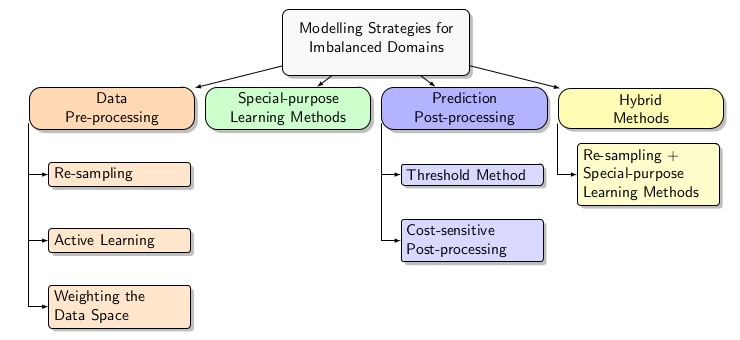 Modelling Strategies for
Imbalanced Domains
Data
Pre-processing
Special-purpose
Learning Methods
Prediction
Post-processing
Hybrid
Methods
Re-sampling
Active Learning
Weighting the
Data Space
Threshold Method
Cost-sensitive
Post-processing
Re-sampling +
Special-purpose
Learning Methods